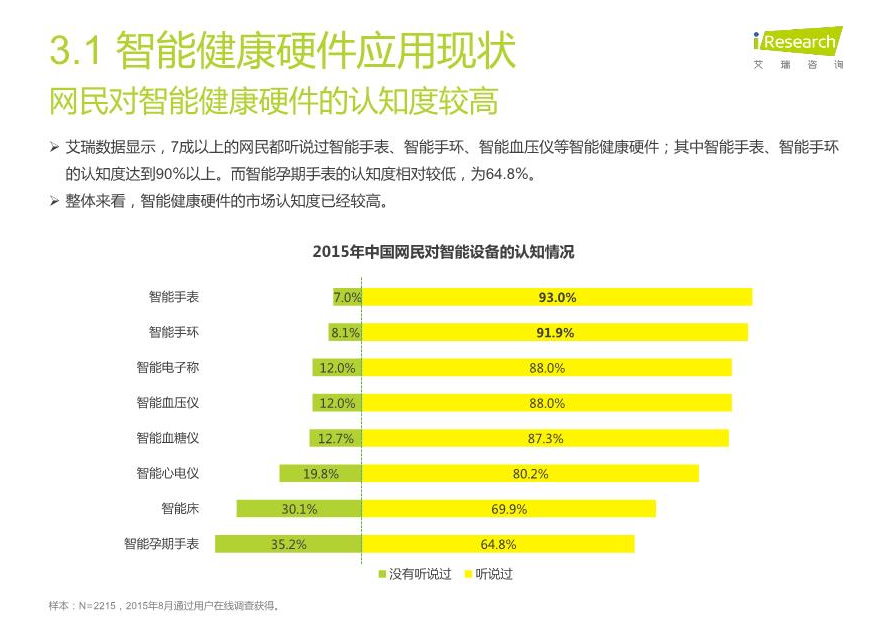 3.1 智能健康硬件应用现状
iResearch
艾瑞咨询
网民对智能健康硬件的认知度较高
➢ 艾瑞数据显示，7成以上的网民都听说过智能手表、智能手环、智能血压仪等智能健康硬件；其中智能手表、智能手环
的认知度达到90%以上。而智能孕期手表的认知度相对较低，为64.8%。
➢ 整体来看，智能健康硬件的市场认知度已经较高。
2015年中国网民对智能设备的认知情况
智能手表 7.0% 93.0%
智能手环 8.1% 91.9%
智能电子称 12.0% 88.0%
智能血压仪 12.0% 88.0%
智能血糖仪 12.7% 87.3%
智能心电仪 19.8% 80.2%
智能床 30.1% 69.9%
智能孕期手表 35.2% 64.8%
没有听说过 听说过
样本：N=2215，2015年8月通过用户在线调查获得。